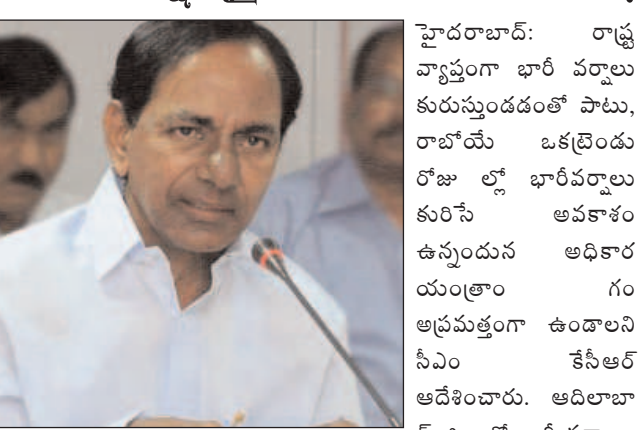 హైదరాబాద్: రాష్ట్ర
వ్యాప్తంగా భారీ వర్షాలు
కురుస్తుండడంతో పాటు,
రాబోయే ఒకట్రెండు
రోజు ల్లో భారీవర్షాలు
కురిసే అవకాశం
ఉన్నందున అధికార
యంత్రాం గం
అప్రమత్తంగా ఉండాలని
సీఎం కేసీఆర్
ఆదేశించారు. ఆదిలాబా